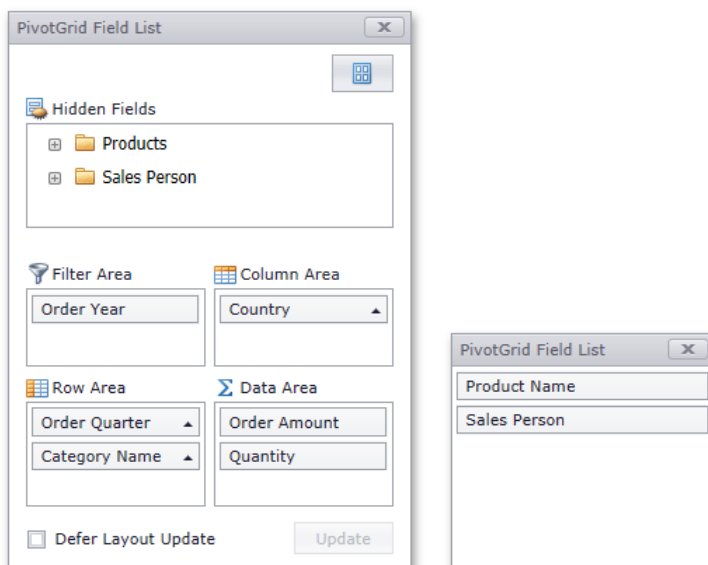 PivotGrid Field List
Hidden Fields
Products
Sales Person
Filter Area
Column Area
Order Year
Country
Row Area
Data Area
Order Quarter
Order Amount
Category Name
Quantity
Defer Layout Update
Update
PivotGrid Field List
Product Name
Sales Person